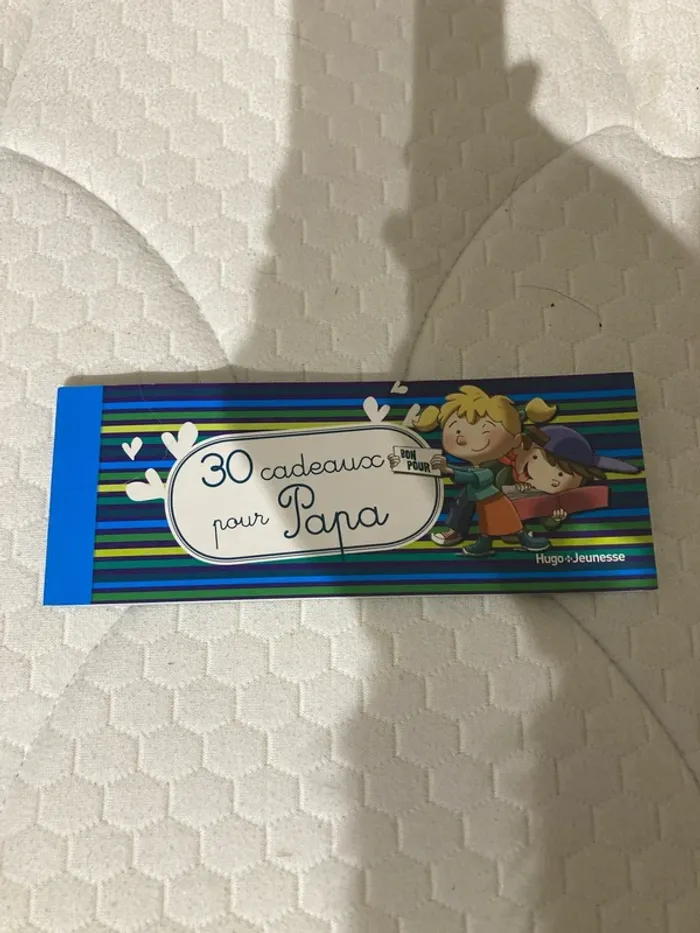 30 cadeaux
pour Papa
BON
POUR
Hugo+Jeunesse